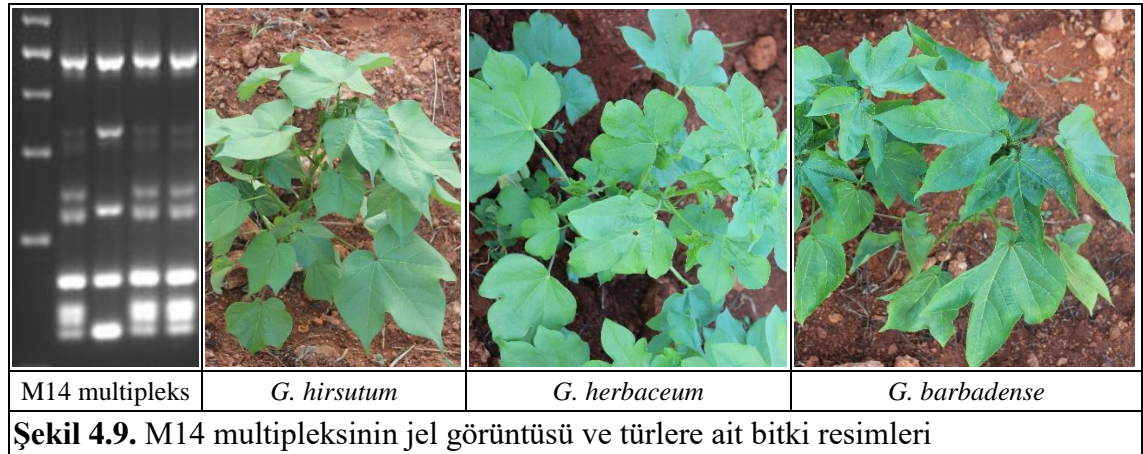 M14 multipleks
G. hirsutum
G. herbaceum
G. barbadense
Şekil 4.9. M14 multipleksinin jel görüntüsü ve türlere ait bitki resimleri